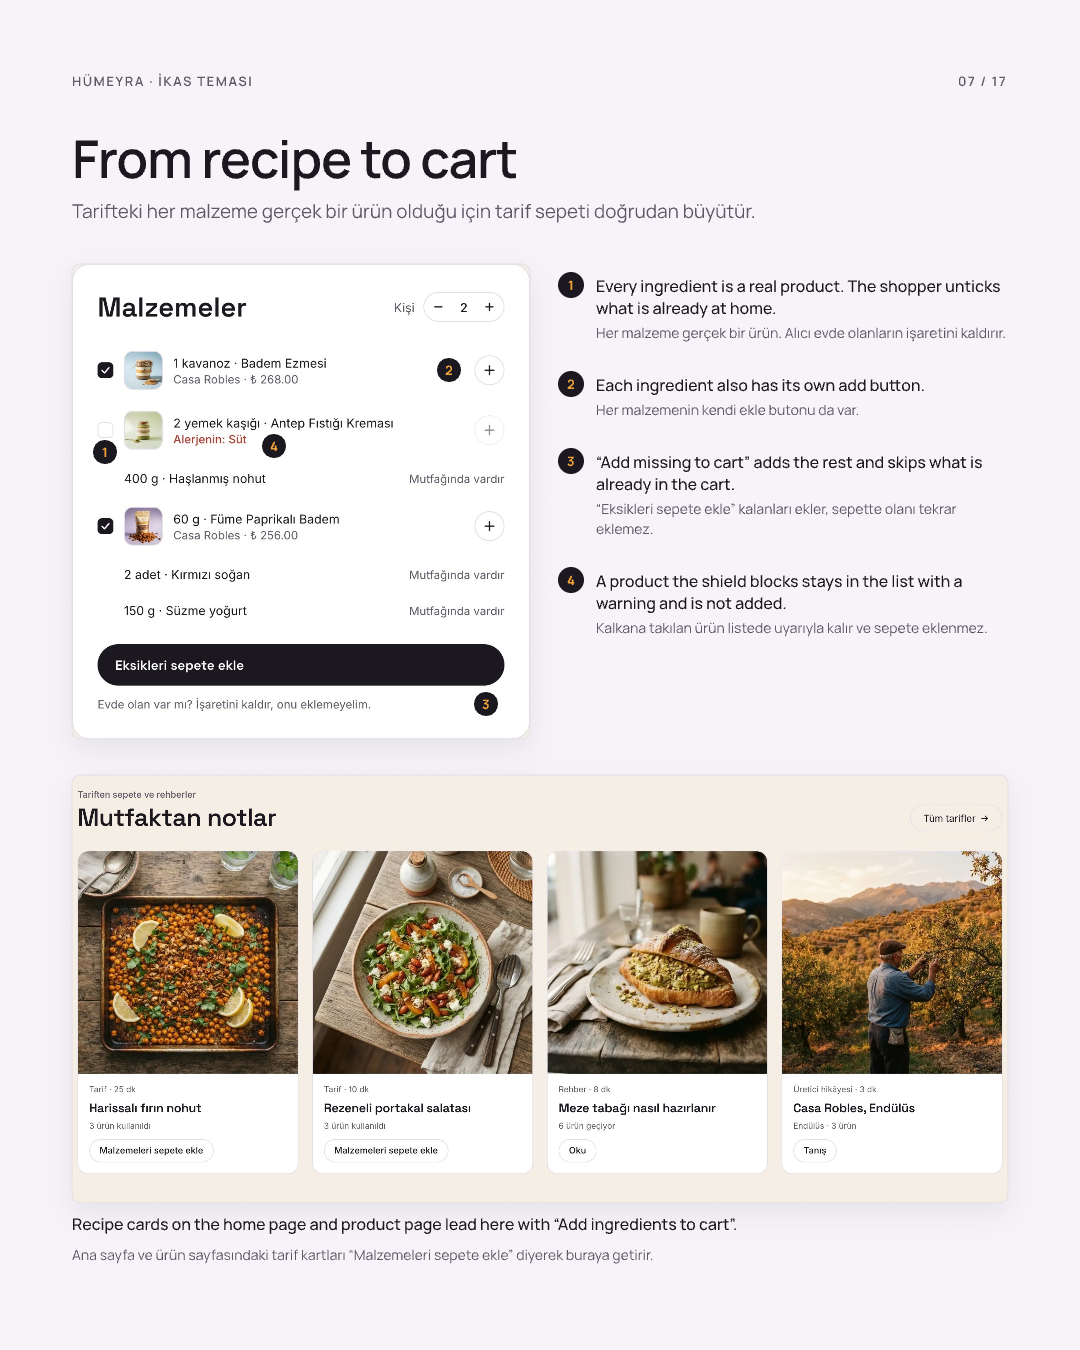 HÜMEYRA · İKAS TEMASI
07 / 17
From recipe to cart
Tarifteki her malzeme gerçek bir ürün olduğu için tarif sepeti doğrudan büyütür.
Malzemeler
Kişi − 2 +
1 kavanoz · Badem Ezmesi
Casa Robles · ₺ 268.00
2
+
2 yemek kaşığı · Antep Fıstığı Kreması
Alerjenin: Süt
+
1
4
400 g · Haşlanmış nohut
Mutfağında vardır
60 g · Füme Paprikalı Badem
Casa Robles · ₺ 256.00
+
2 adet · Kırmızı soğan
Mutfağında vardır
150 g · Süzme yoğurt
Mutfağında vardır
Eksikleri sepete ekle
Evde olan var mı? İşaretini kaldır, onu eklemeyelim.
3
1
Every ingredient is a real product. The shopper unticks
what is already at home.
Her malzeme gerçek bir ürün. Alıcı evde olanların işaretini kaldırır.
2
Each ingredient also has its own add button.
Her malzemenin kendi ekle butonu da var.
3
“Add missing to cart” adds the rest and skips what is
already in the cart.
“Eksikleri sepete ekle” kalanları ekler, sepette olanı tekrar
eklemez.
4
A product the shield blocks stays in the list with a
warning and is not added.
Kalkana takılan ürün listede uyarıyla kalır ve sepete eklenmez.
Tariften sepete ve rehberler
Mutfaktan notlar
Tüm tarifler →
Tarif · 25 dk
Harissalı fırın nohut
3 ürün kullanıldı
Malzemeleri sepete ekle
Tarif · 10 dk
Rezeneli portakal salatası
3 ürün kullanıldı
Malzemeleri sepete ekle
Rehber · 8 dk
Meze tabağı nasıl hazırlanır
6 ürün geçiyor
Oku
Üretici hikâyesi · 3 dk
Casa Robles, Endülüs
Endülüs · 3 ürün
Tanış
Recipe cards on the home page and product page lead here with “Add ingredients to cart”.
Ana sayfa ve ürün sayfasındaki tarif kartları “Malzemeleri sepete ekle” diyerek buraya getirir.